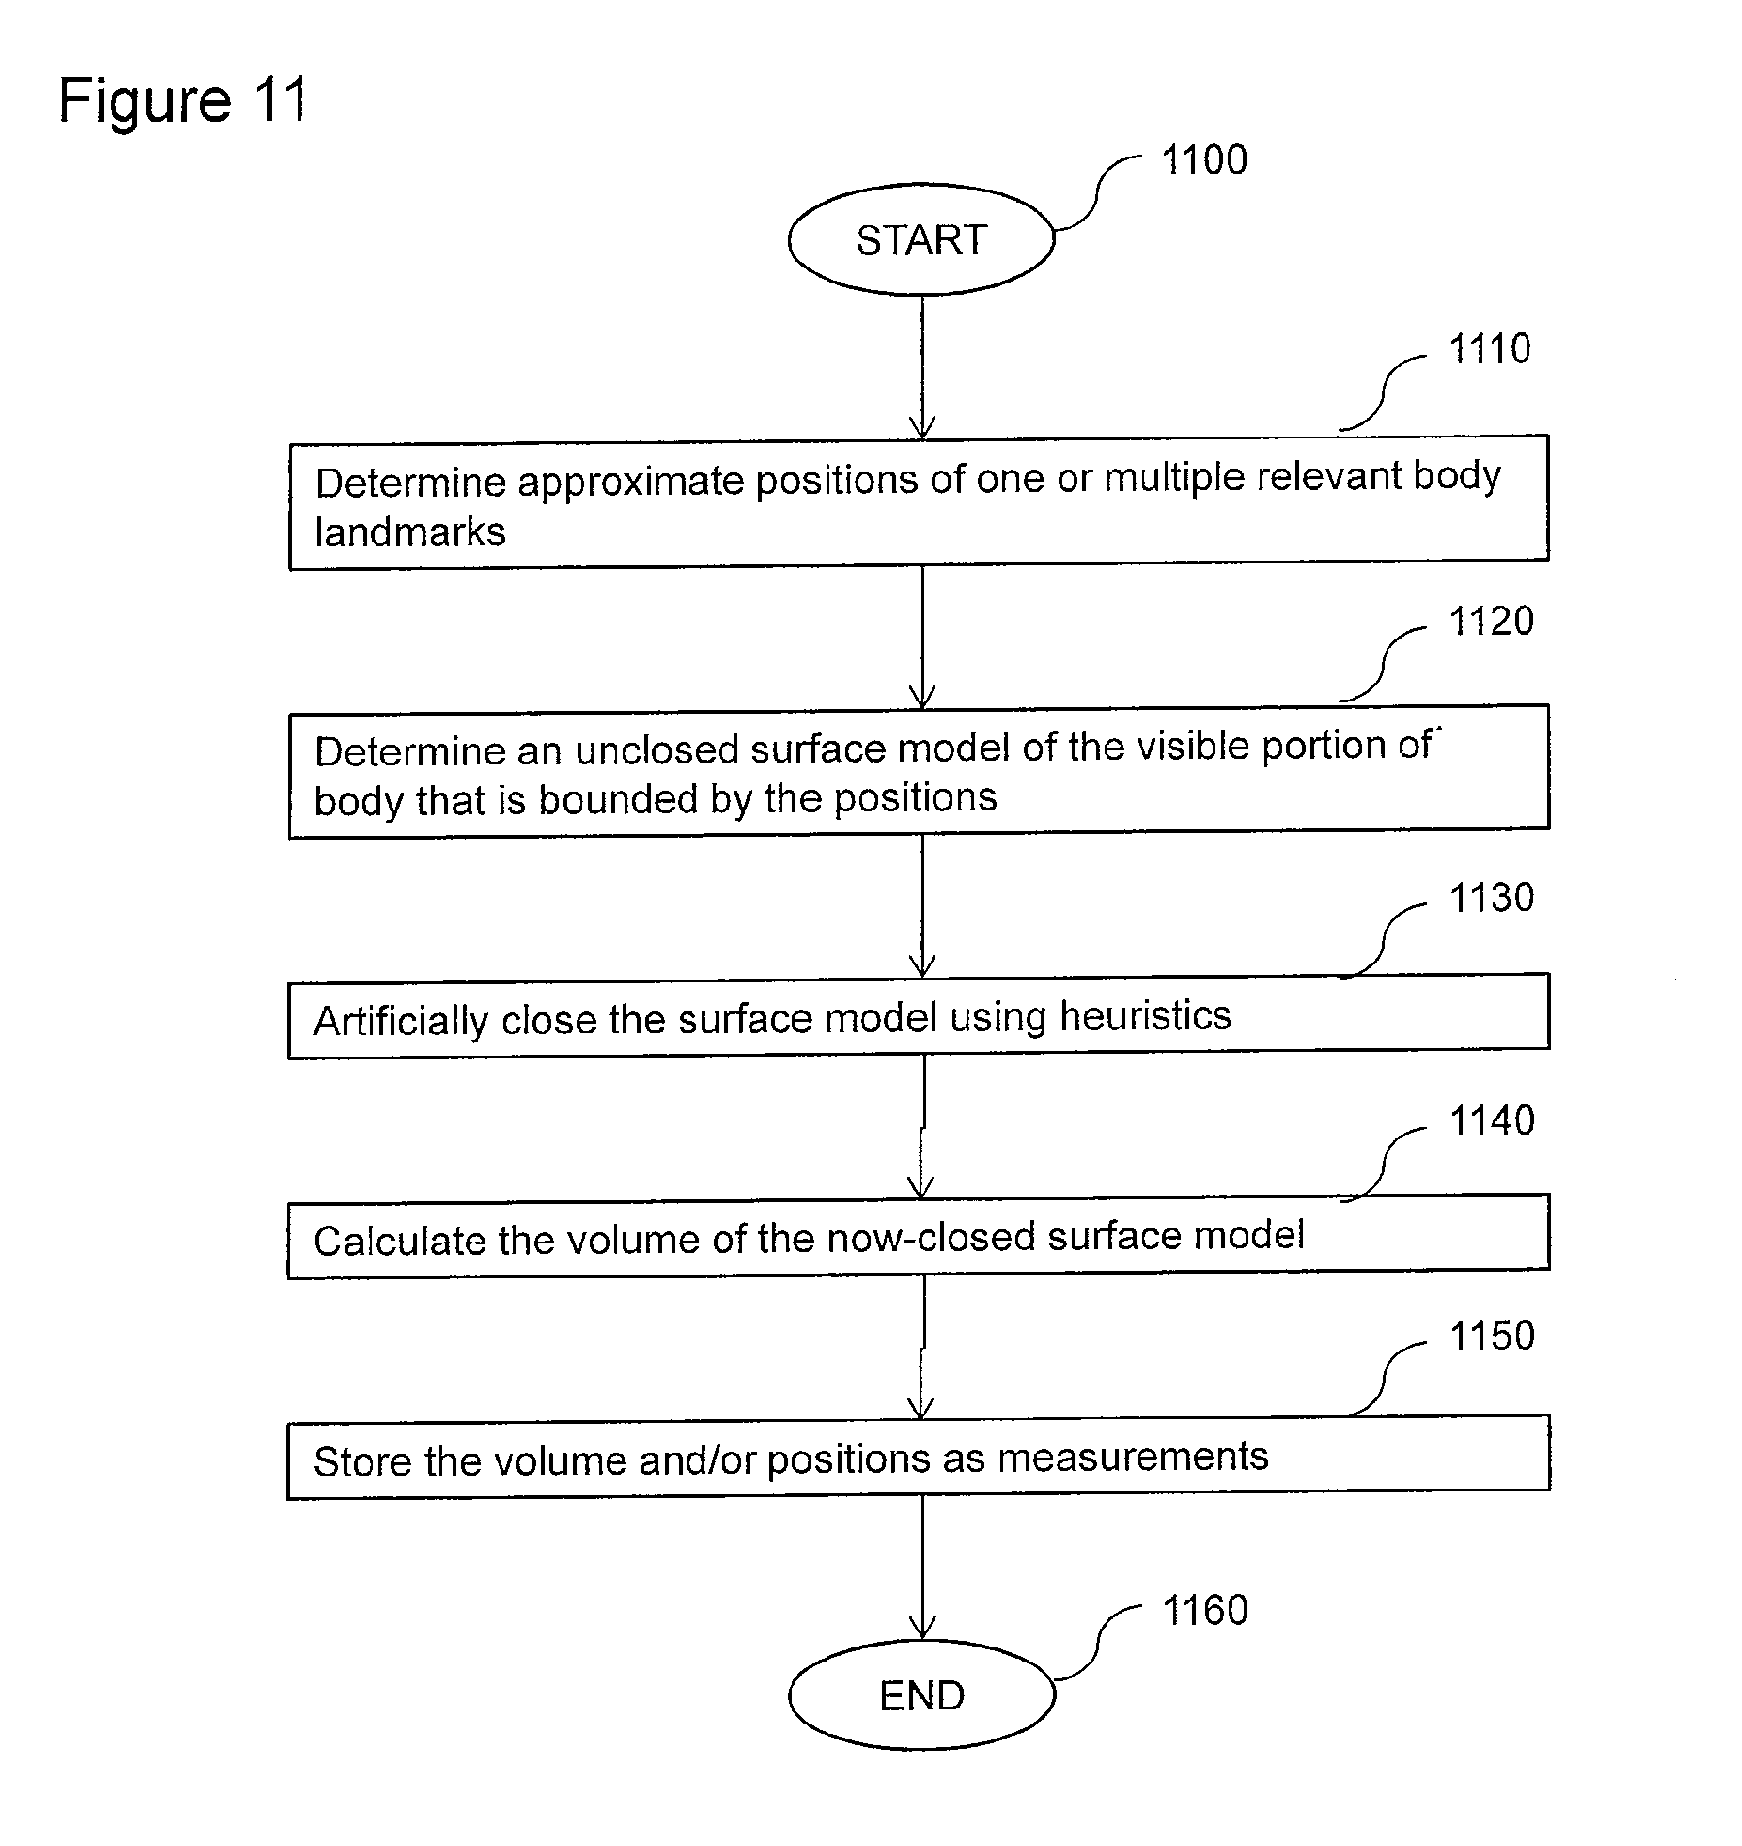 Figure 11
1100
START
1110
Determine approximate positions of one or multiple relevant body
landmarks
1120
Determine an unclosed surface model of the visible portion of
body that is bounded by the positions
1130
Artificially close the surface model using heuristics
1140
Calculate the volume of the now-closed surface model
1150
Store the volume and/or positions as measurements
1160
END